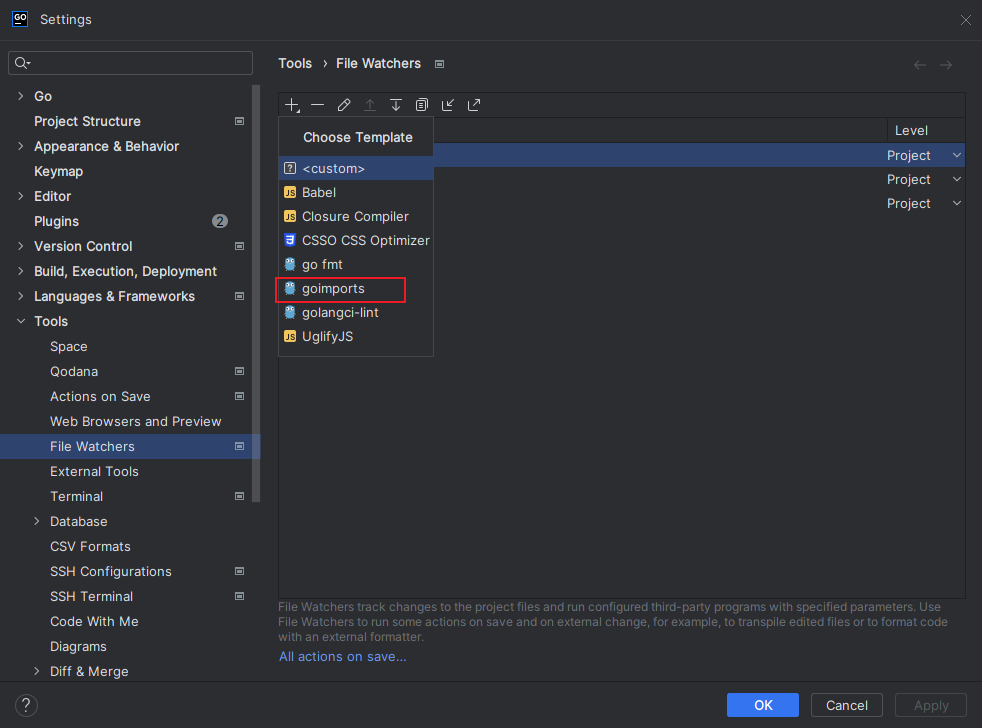 GO Settings
Tools › File Watchers
Go
Project Structure
Appearance & Behavior
Keymap
Editor
Plugins 2
Version Control
Build, Execution, Deployment
Languages & Frameworks
Tools
Space
Qodana
Actions on Save
Web Browsers and Preview
File Watchers
External Tools
Terminal
Database
CSV Formats
SSH Configurations
SSH Terminal
Code With Me
Diagrams
Diff & Merge
Choose Template
? <custom>
JS Babel
JS Closure Compiler
CSSO CSS Optimizer
go fmt
goimports
golangci-lint
JS UglifyJS
Level
Project
Project
Project
File Watchers track changes to the project files and run configured third-party programs with specified parameters. Use
File Watchers to run some actions on save and on external change, for example, to transpile edited files or to format code
with an external formatter.
All actions on save...
?
OK
Cancel
Apply